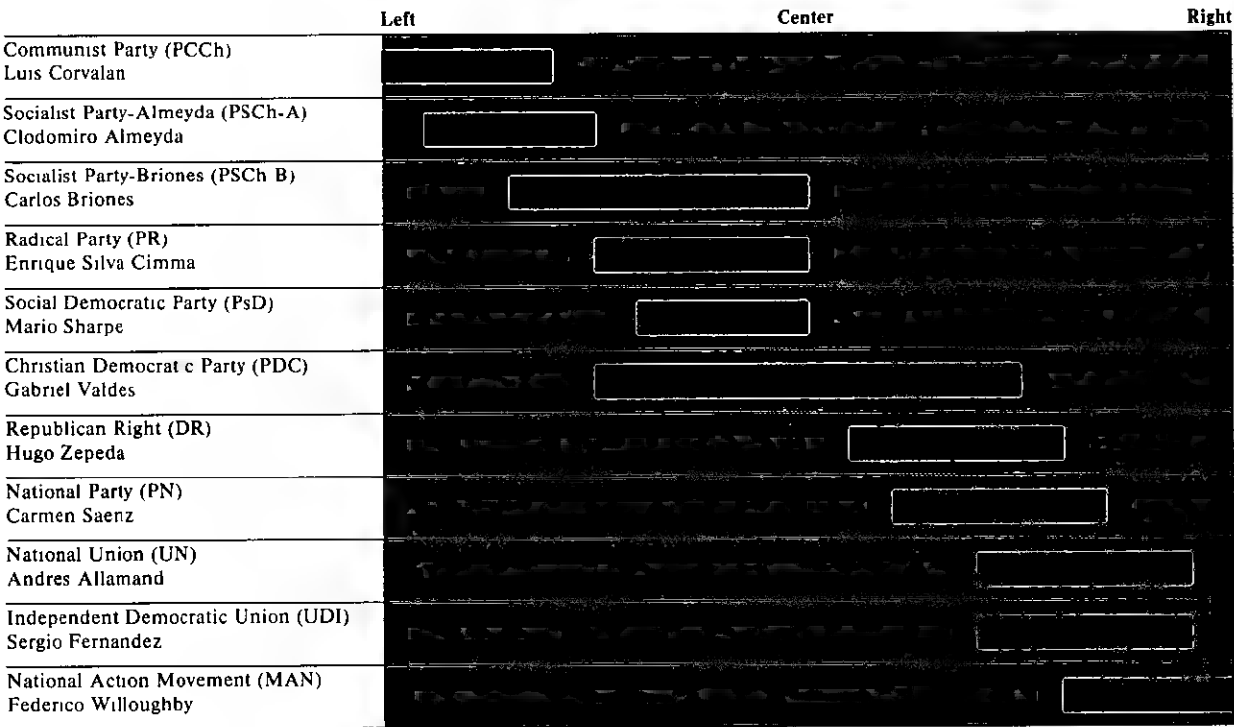 Left Center Right
Communist Party (PCCh)
Luis Corvalan
Socialist Party-Almeyda (PSCh-A)
Clodomiro Almeyda
Socialist Party-Briones (PSCh B)
Carlos Briones
Radical Party (PR)
Enrique Silva Cimma
Social Democratic Party (PsD)
Mario Sharpe
Christian Democrat c Party (PDC)
Gabriel Valdes
Republican Right (DR)
Hugo Zepeda
National Party (PN)
Carmen Saenz
National Union (UN)
Andres Allamand
Independent Democratic Union (UDI)
Sergio Fernandez
National Action Movement (MAN)
Federico Willoughby